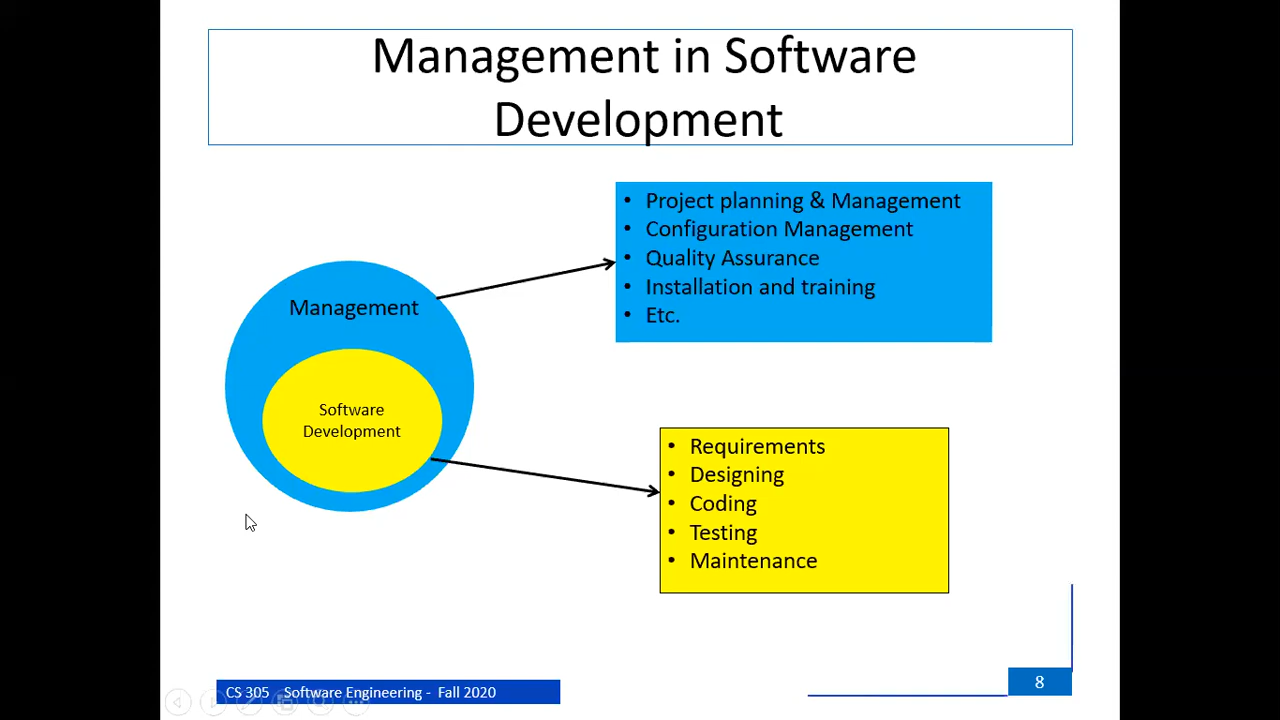 Management in Software
Development
• Project planning & Management
• Configuration Management
• Quality Assurance
• Installation and training
• Etc.
Management
Software
Development
• Requirements
• Designing
• Coding
• Testing
• Maintenance
CS 305 Software Engineering - Fall 2020
8